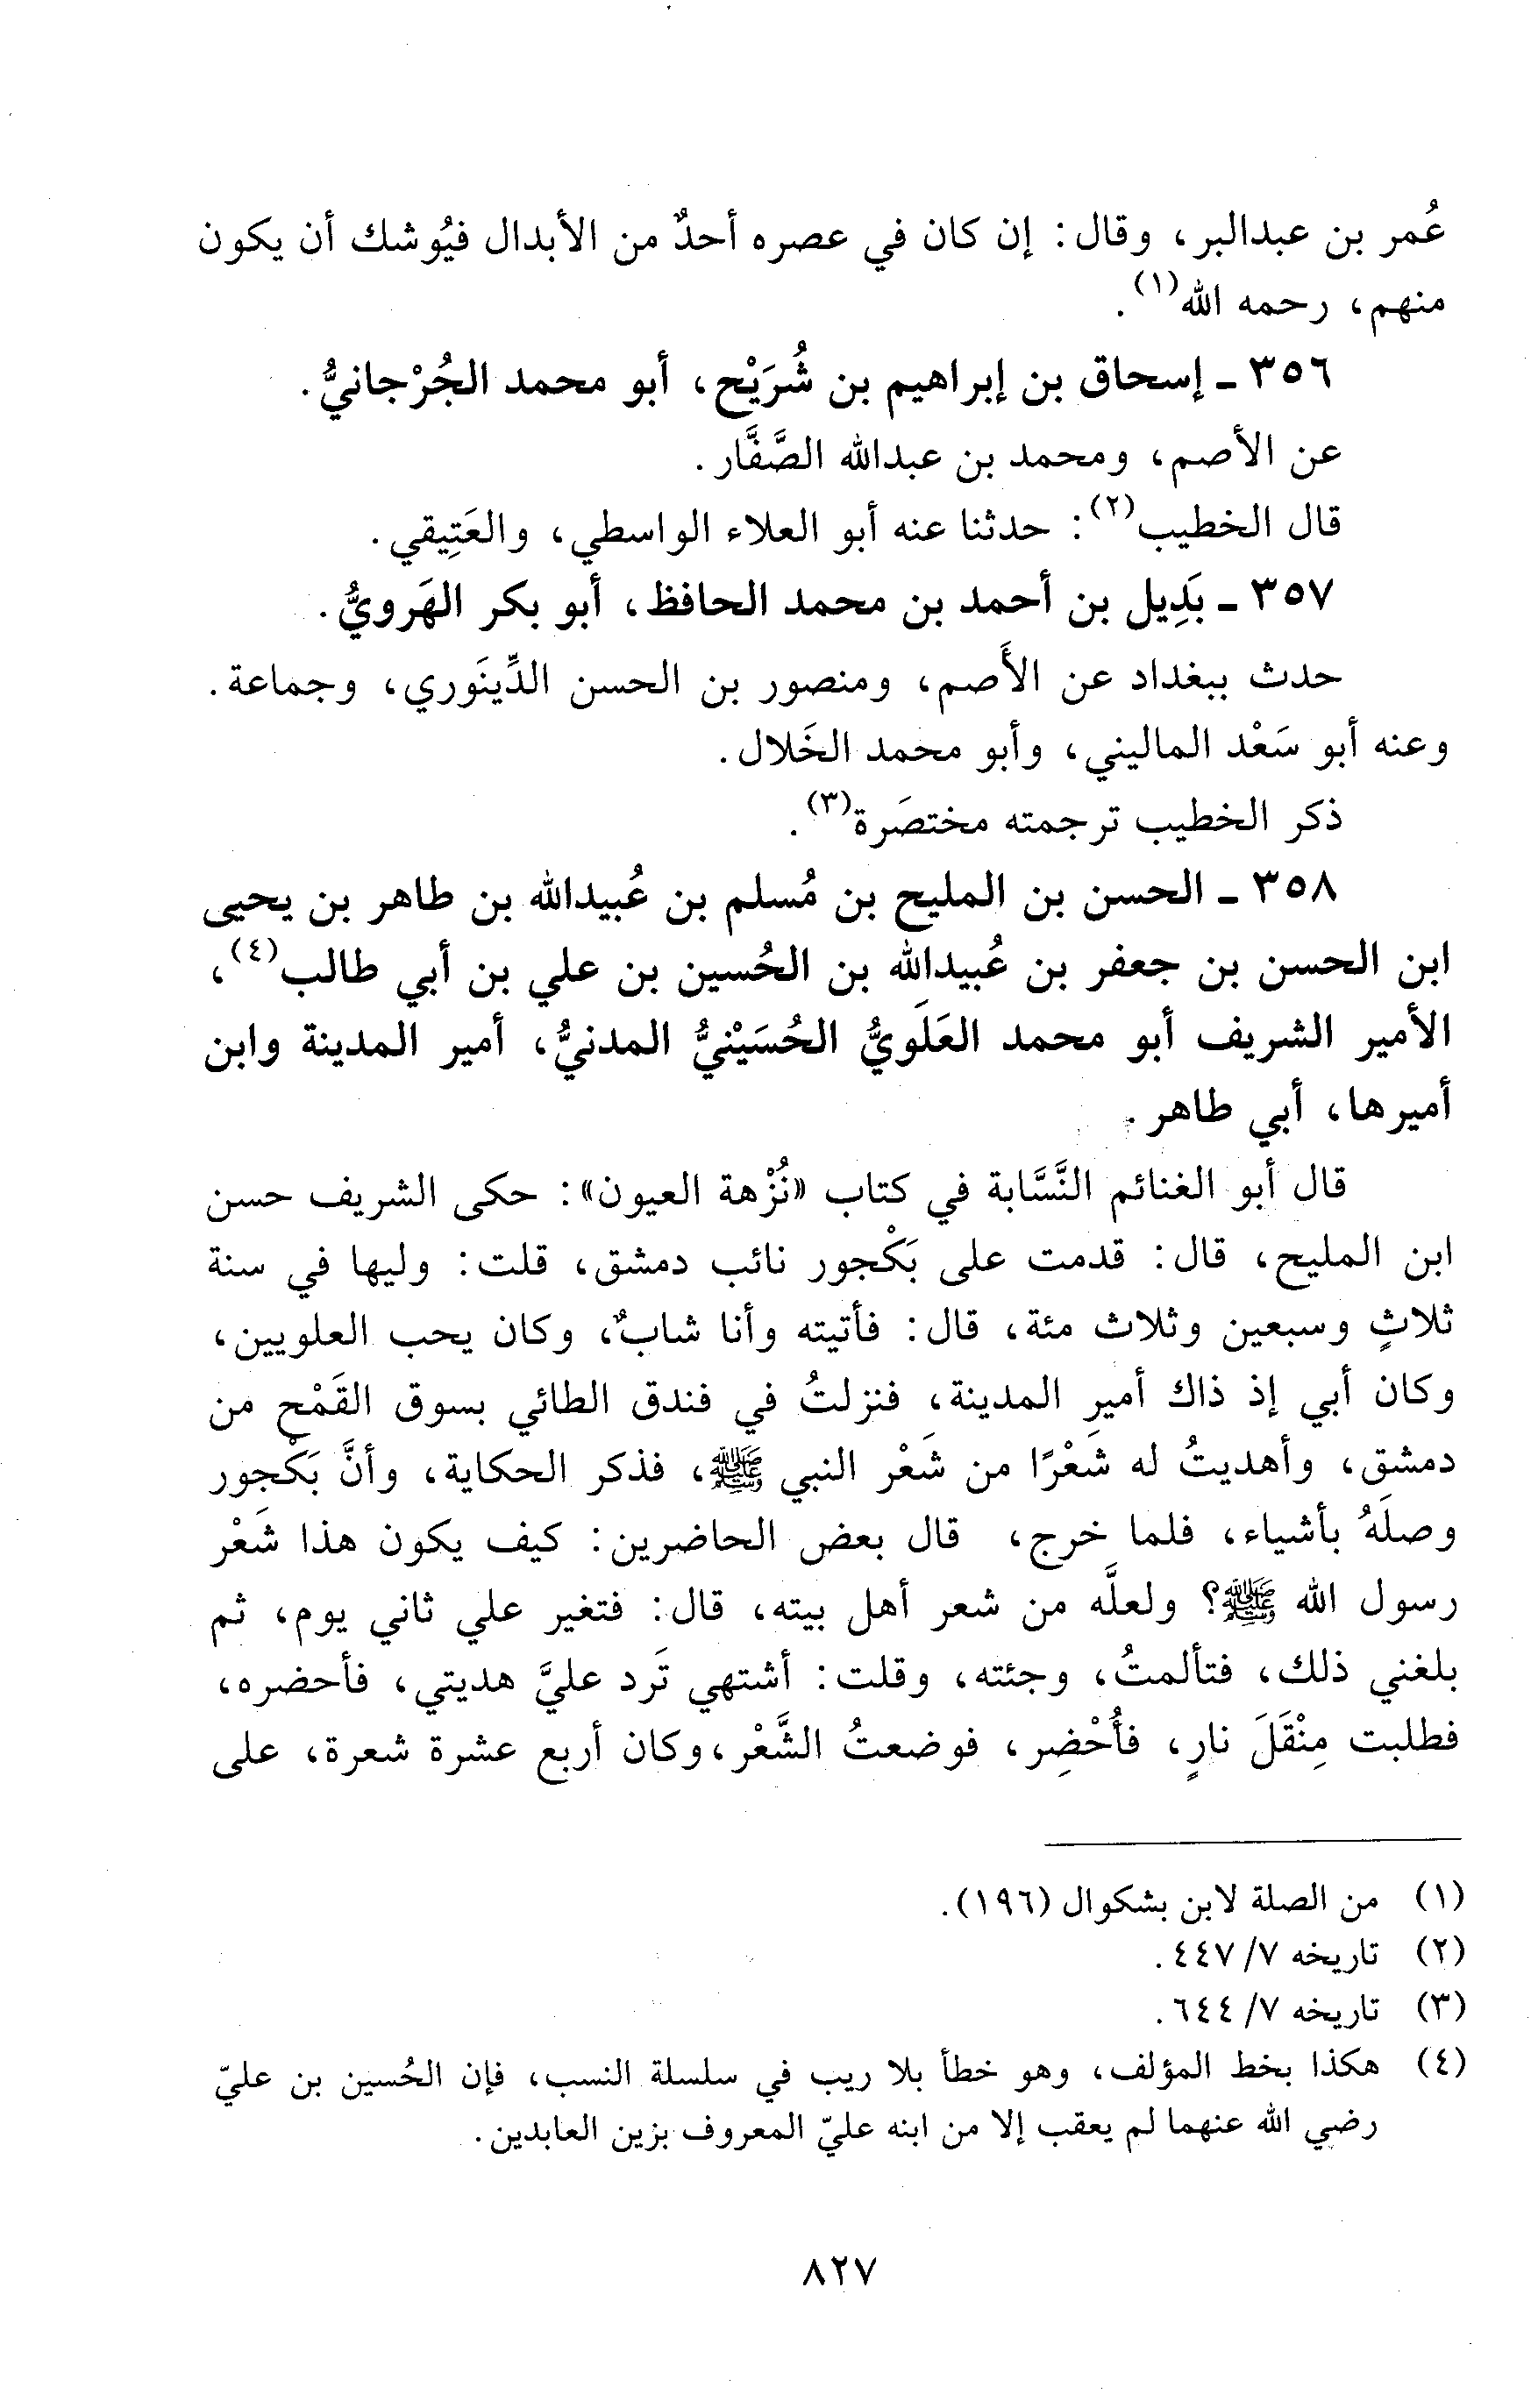 عُمر بن عبدالبر، وقال: إن كان في عصره أحدٌ من الأبدال فيُوشك أن يكون
منهم، رحمه الله(١).
٣٥٦ ـ إسحاق بن إبراهيم بن شُرَيْح، أبو محمد الجُرْجانيُّ.
عن الأصم، ومحمد بن عبدالله الصَّفَّار.
قال الخطيب(٢): حدثنا عنه أبو العلاء الواسطي، والعَتِيقي.
٣٥٧ ـ بَدِيل بن أحمد بن محمد الحافظ، أبو بكر الهَرويُّ.
حدث ببغداد عن الأَصم، ومنصور بن الحسن الدِّينَوري، وجماعة.
وعنه أبو سَعْد الماليني، وأبو محمد الخَلال.
ذكر الخطيب ترجمته مختصَرة(٣).
٣٥٨ ـ الحسن بن المليح بن مُسلم بن عُبيدالله بن طاهر بن يحيى
ابن الحسن بن جعفر بن عُبيدالله بن الحُسين بن علي بن أبي طالب(٤)،
الأمير الشريف أبو محمد العَلَويُّ الحُسَيْنيُّ المدنيُّ، أمير المدينة وابن
أميرها، أبي طاهر.
قال أبو الغنائم النَّسَّابة في كتاب «نُزْهة العيون»: حكى الشريف حسن
ابن المليح، قال: قدمت على بَكْجور نائب دمشق، قلت: وليها في سنة
ثلاثٍ وسبعين وثلاث مئة، قال: فأتيته وأنا شابٌ، وكان يحب العلويين،
وكان أبي إذ ذاك أمير المدينة، فنزلتُ في فندق الطائي بسوق القَمْح من
دمشق، وأهديتُ له شَعْرًا من شَعْر النبي ﷺ، فذكر الحكاية، وأنَّ بَكْجور
وصلَهُ بأشياء، فلما خرج، قال بعض الحاضرين: كيف يكون هذا شَعْر
رسول الله ﷺ؟ ولعلَّه من شعر أهل بيته، قال: فتغير علي ثاني يوم، ثم
بلغني ذلك، فتألمتُ، وجئته، وقلت: أشتهي تَرد عليَّ هديتي، فأحضره،
فطلبت مِنْقَلَ نارٍ، فأُحْضِر، فوضعتُ الشَّعْر،وكان أربع عشرة شعرة، على
(١) من الصلة لابن بشكوال (١٩٦).
(٢) تاريخه ٧/ ٤٤٧.
(٣) تاريخه ٧/ ٦٤٤.
(٤) هكذا بخط المؤلف، وهو خطأ بلا ريب في سلسلة النسب، فإن الحُسين بن عليّ
رضي الله عنهما لم يعقب إلا من ابنه عليّ المعروف بزين العابدين.
٨٢٧